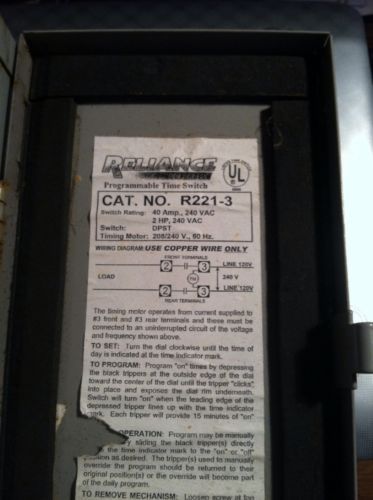 RELIANCE
UL
Programmable Time Switch
CAT. NO. R221-3
Switch Rating: 40 Amp., 240 VAC
2 HP, 240 VAC
Switch: DPST
Timing Motor: 208/240 V., 60 Hz.
WIRING DIAGRAM: USE COPPER WIRE ONLY
FRONT TERMINALS
2 3 LINE 120V
LOAD 240 V
2 3 LINE 120V
REAR TERMINALS
The timing motor operates from current supplied to
#3 front and #3 rear terminals and these must be
connected to an uninterrupted circuit of the voltage
and frequency shown above.
TO SET: Turn the dial clockwise until the time of
day is indicated at the time indicator mark.
TO PROGRAM: Program "on" times by depressing
the black trippers at the outside edge of the dial
toward the center of the dial until the tripper "clicks"
into place and exposes the dial rim underneath.
Switch will turn "on" when the leading edge of the
depressed tripper lines up with the time indicator
mark. Each tripper will provide 15 minutes of "on"
OPERATION: Program may be manually
by sliding the black tripper(s) directly
the time indicator mark to the "on" or "off"
position as desired. The tripper(s) used to manually
override the program should be returned to their
original position(s) or the override will become part
of the daily program.
TO REMOVE MECHANISM: Loosen screw at top